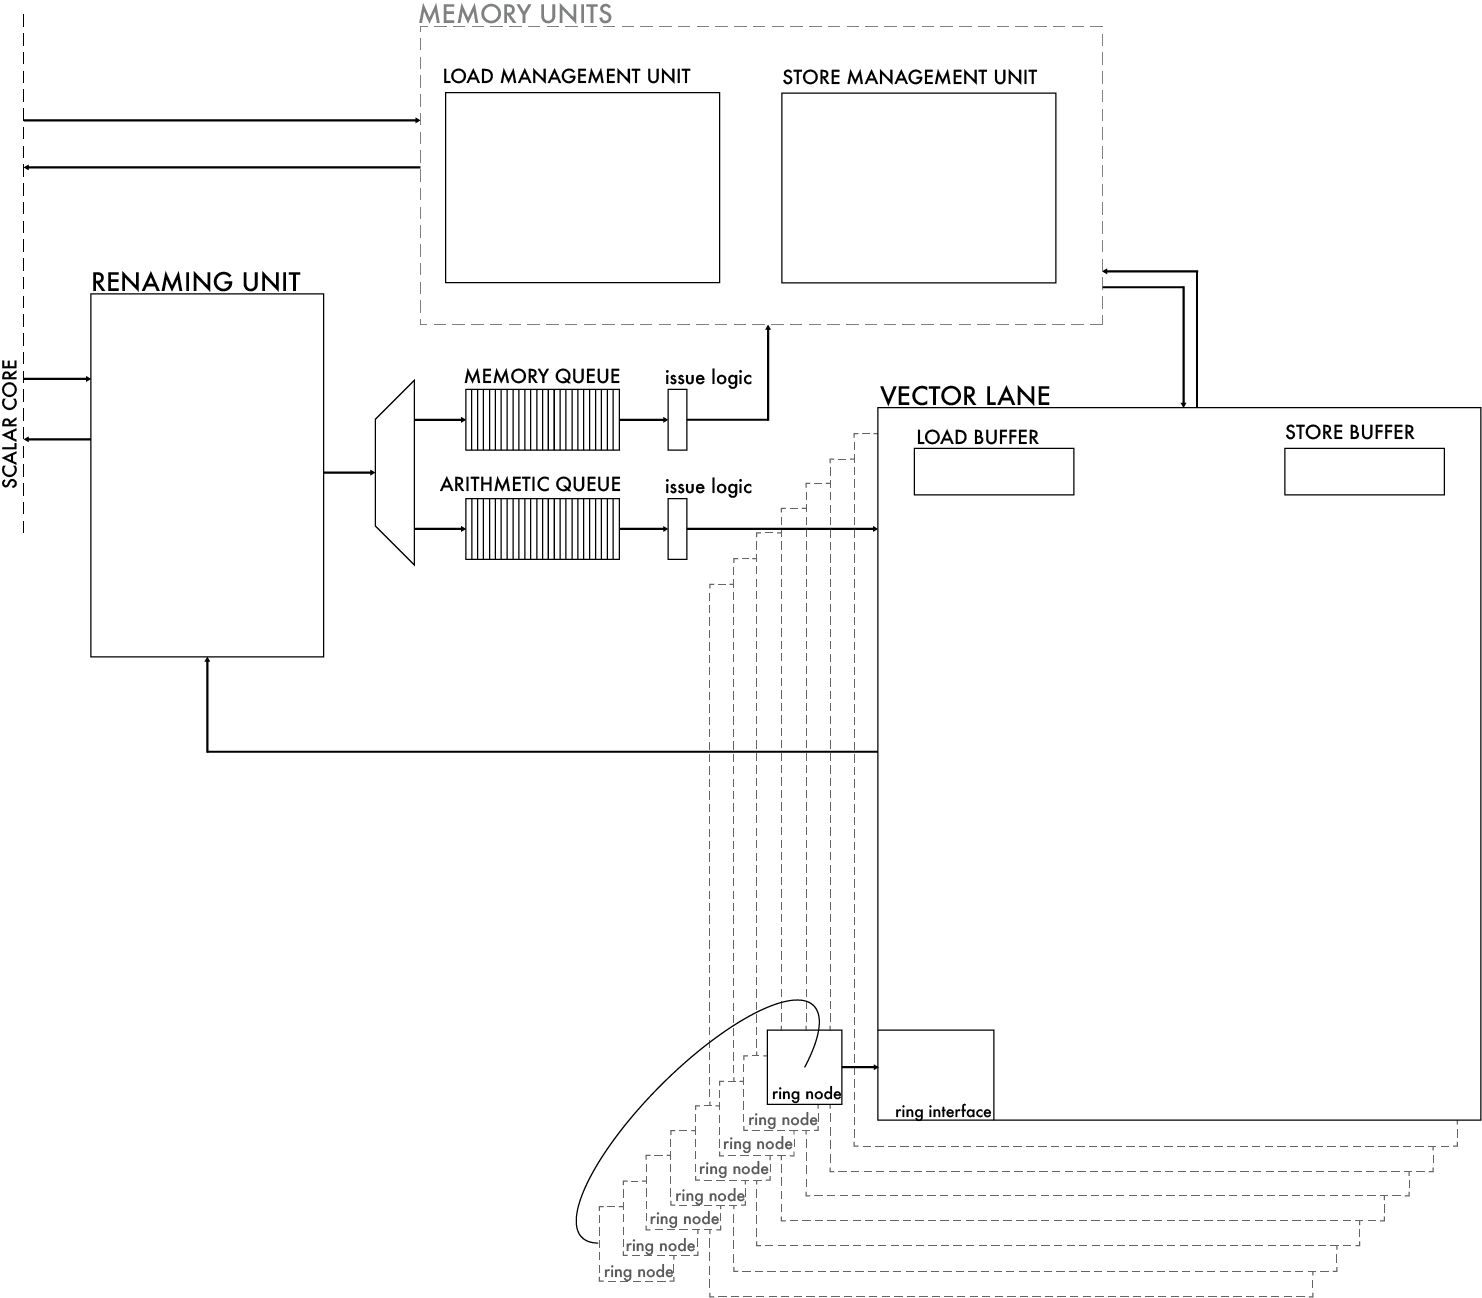 MEMORY UNITS
LOAD MANAGEMENT UNIT
STORE MANAGEMENT UNIT
RENAMING UNIT
SCALAR CORE
MEMORY QUEUE
issue logic
VECTOR LANE
LOAD BUFFER
STORE BUFFER
ARITHMETIC QUEUE
issue logic
ring node
ring interface
ring node
ring node
ring node
ring node
ring node
ring node
ring node